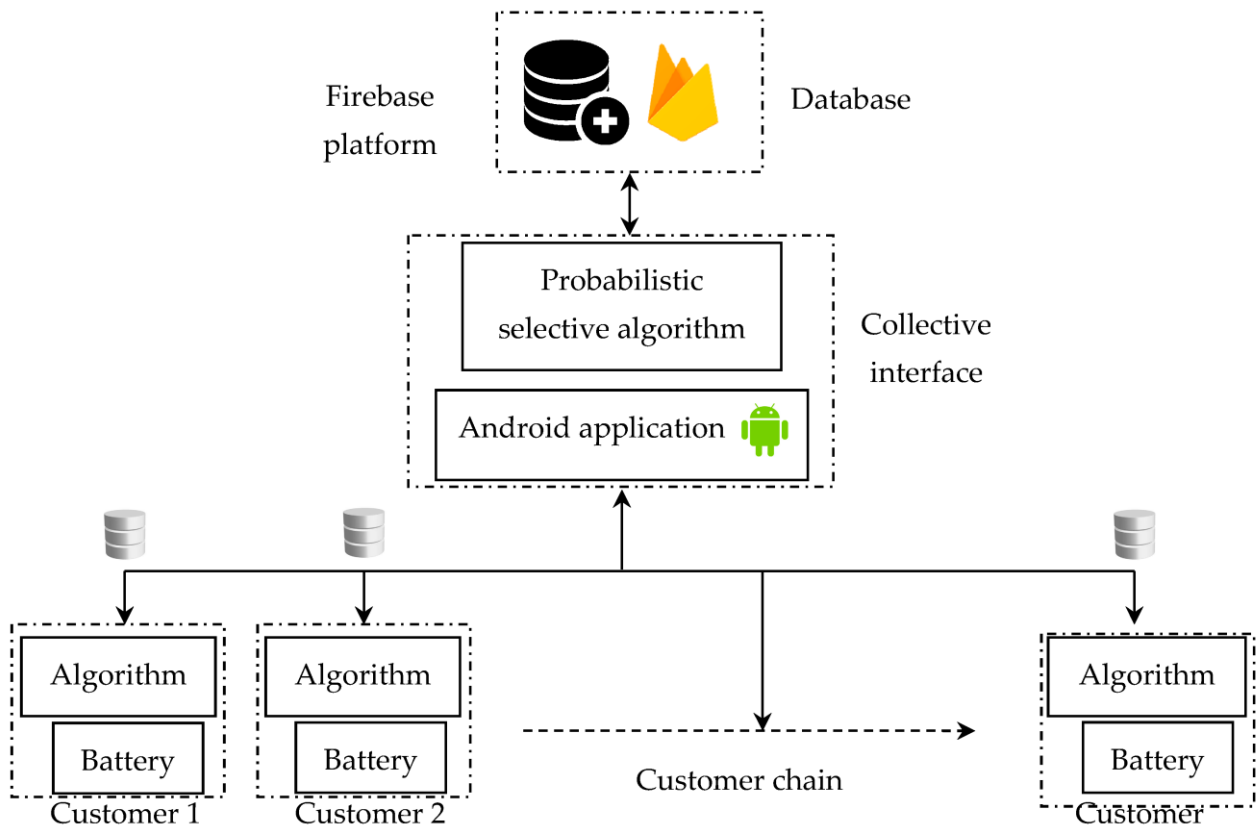 Firebase
platform
Database
Probabilistic
selective algorithm
Collective
interface
Android application
Algorithm
Battery
Customer 1
Algorithm
Battery
Customer 2
Customer chain
Algorithm
Battery
Customer